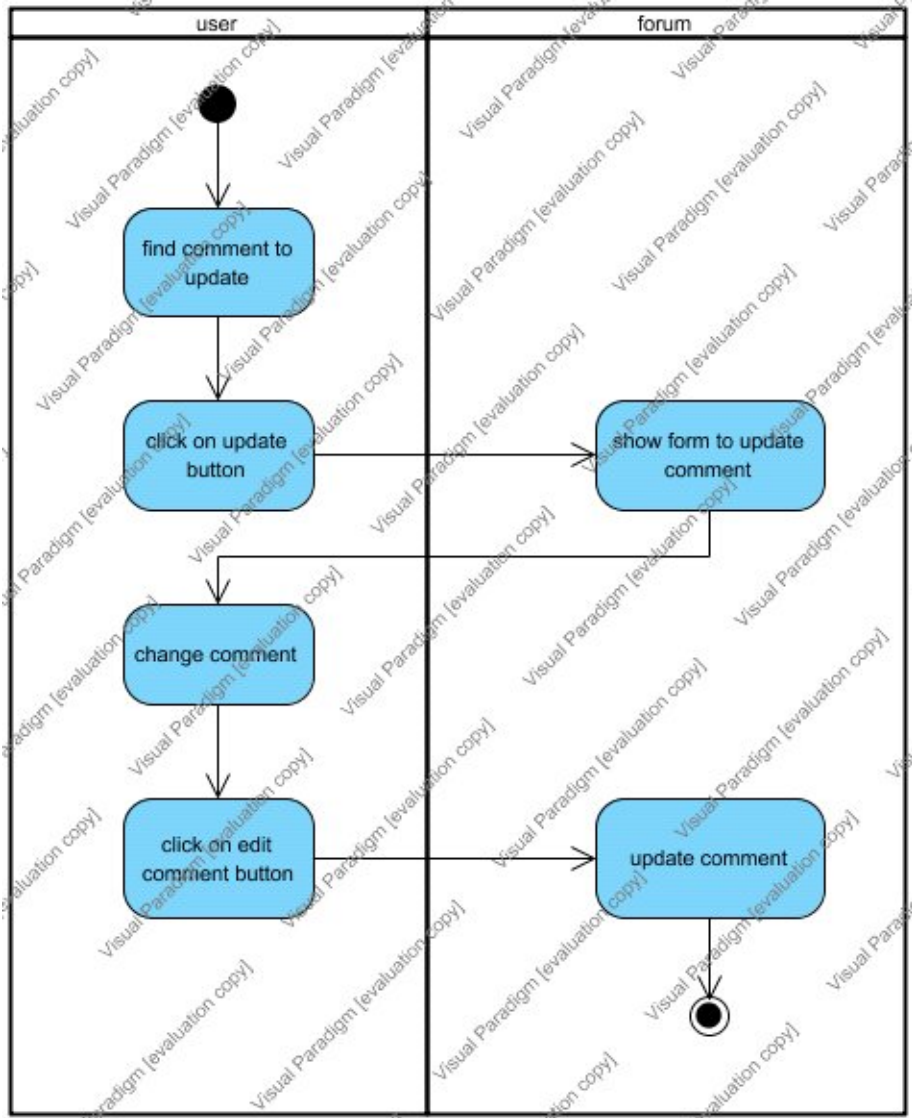 user
forum
find comment to
update
click on update
button
show form to update
comment
change comment
click on edit
comment button
update comment
Visual Paradigm [evaluation copy]